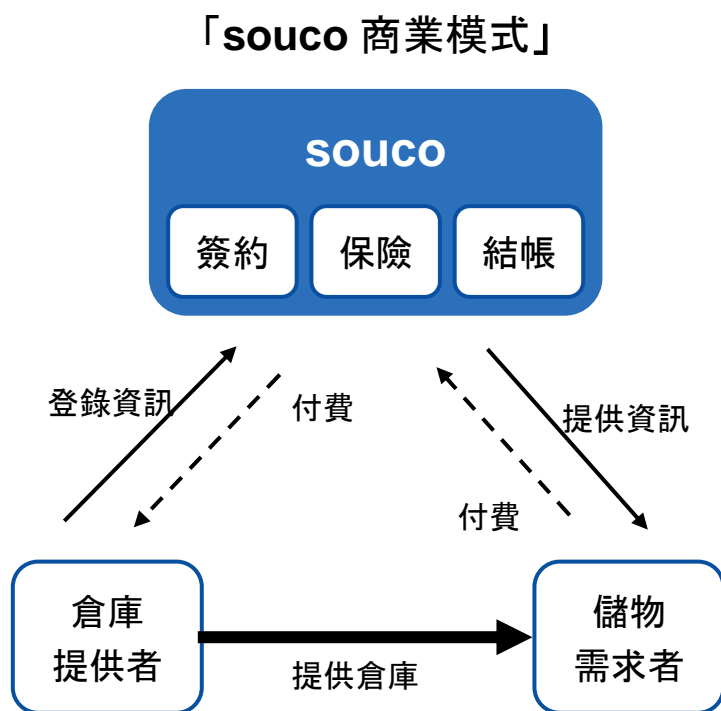 「souco 商業模式」
souco
簽約
保險
結帳
登錄資訊
付費
提供資訊
付費
倉庫
提供者
提供倉庫
儲物
需求者